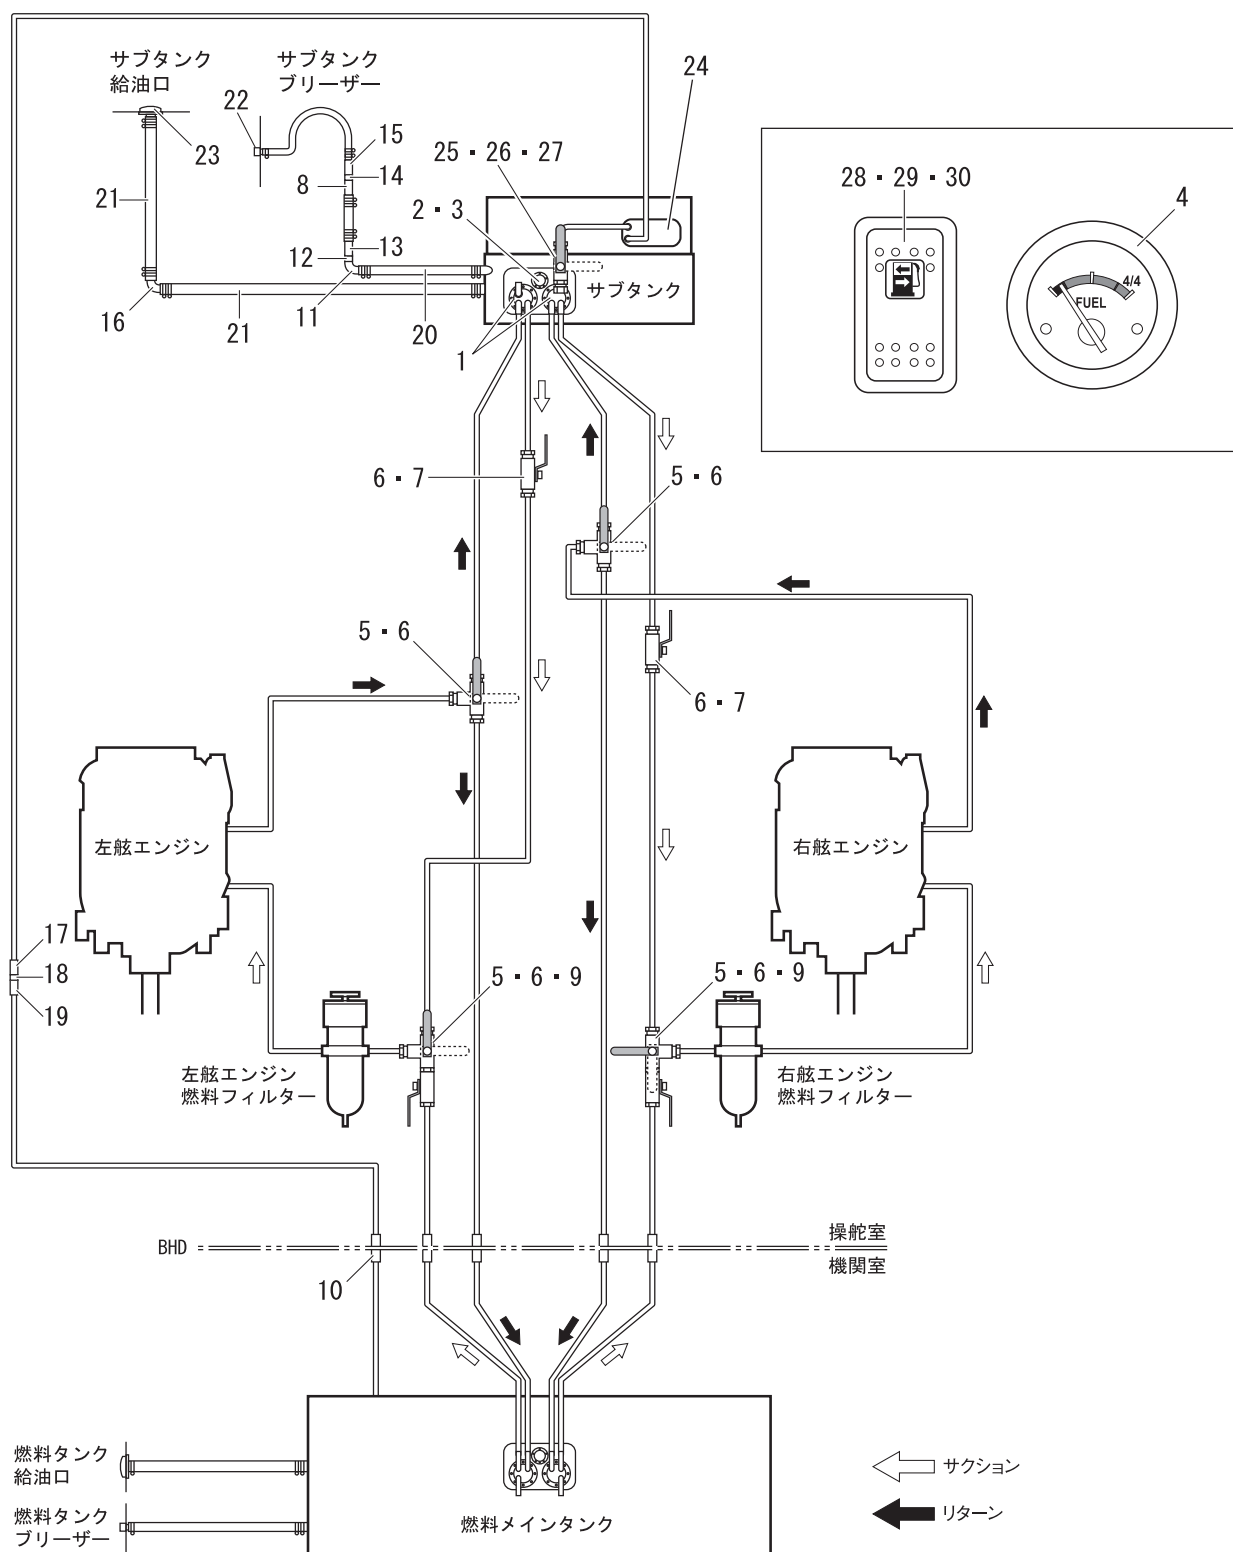 サブタンク
給油口
サブタンク
ブリーザー
22
23
15
14
8
13
12
21
16
21
11
20
24
25・26・27
2・3
サブタンク
1
28・29・30
4
4/4
FUEL
6・7
5・6
5・6
6・7
左舷エンジン
右舷エンジン
17
18
19
5・6・9
5・6・9
左舷エンジン
燃料フィルター
右舷エンジン
燃料フィルター
BHD
操舵室
機関室
10
燃料タンク
給油口
燃料タンク
ブリーザー
燃料メインタンク
サクション
リターン